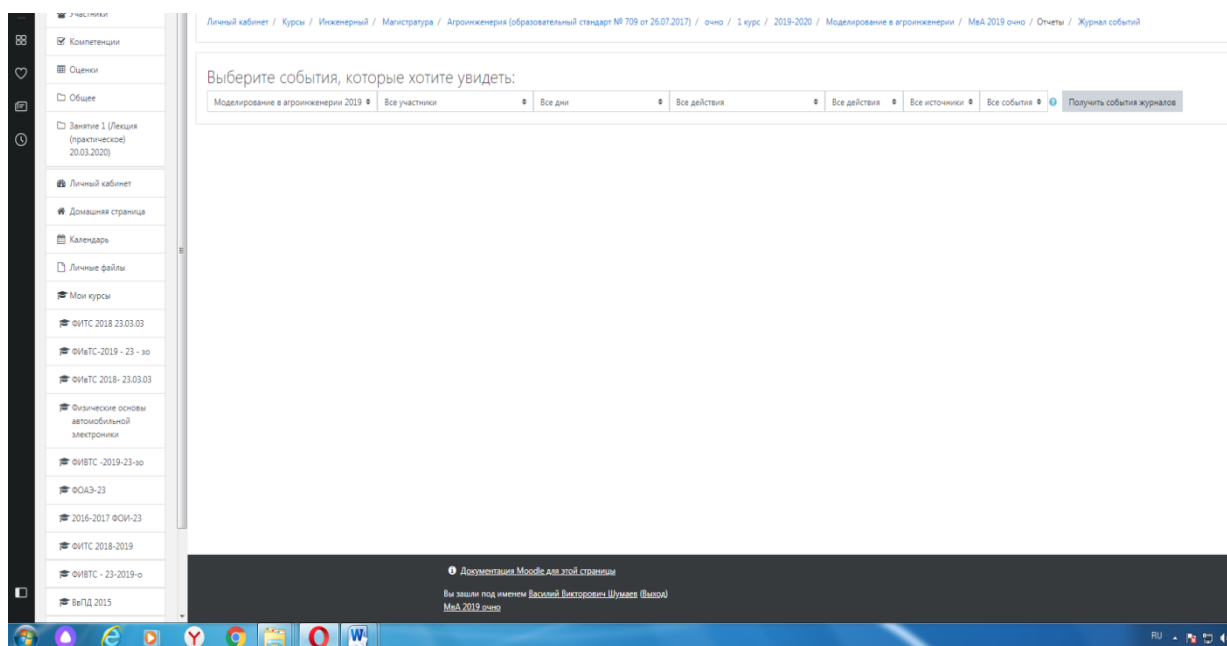 Участники
Личный кабинет / Курсы / Инженерный / Магистратура / Агроинженерия (образовательный стандарт № 709 от 26.07.2017) / очно / 1 курс / 2019-2020 / Моделирование в агроинженерии / МвА 2019 очно / Отчеты / Журнал событий
Компетенции
Оценки
Общее
Занятие 1 (Лекция
(практическое)
20.03.2020)
Личный кабинет
Домашняя страница
Календарь
Личные файлы
Мои курсы
ФИТС 2018 23.03.03
ФИвТС-2019 - 23 - зо
ФИвТС 2018- 23.03.03
Физические основы
автомобильной
электроники
ФИВТС -2019-23-зо
ФОАЭ-23
2016-2017 ФОИ-23
ФИТС 2018-2019
ФИВТС - 23-2019-о
ВвПД 2015
Выберите события, которые хотите увидеть:
Моделирование в агроинженерии 2019 Все участники Все дни Все действия Все действия Все источники Все события Получить события журналов
Документация Moodle для этой страницы
Вы зашли под именем Василий Викторович Шумаев (Выход)
МвА 2019 очно
RU